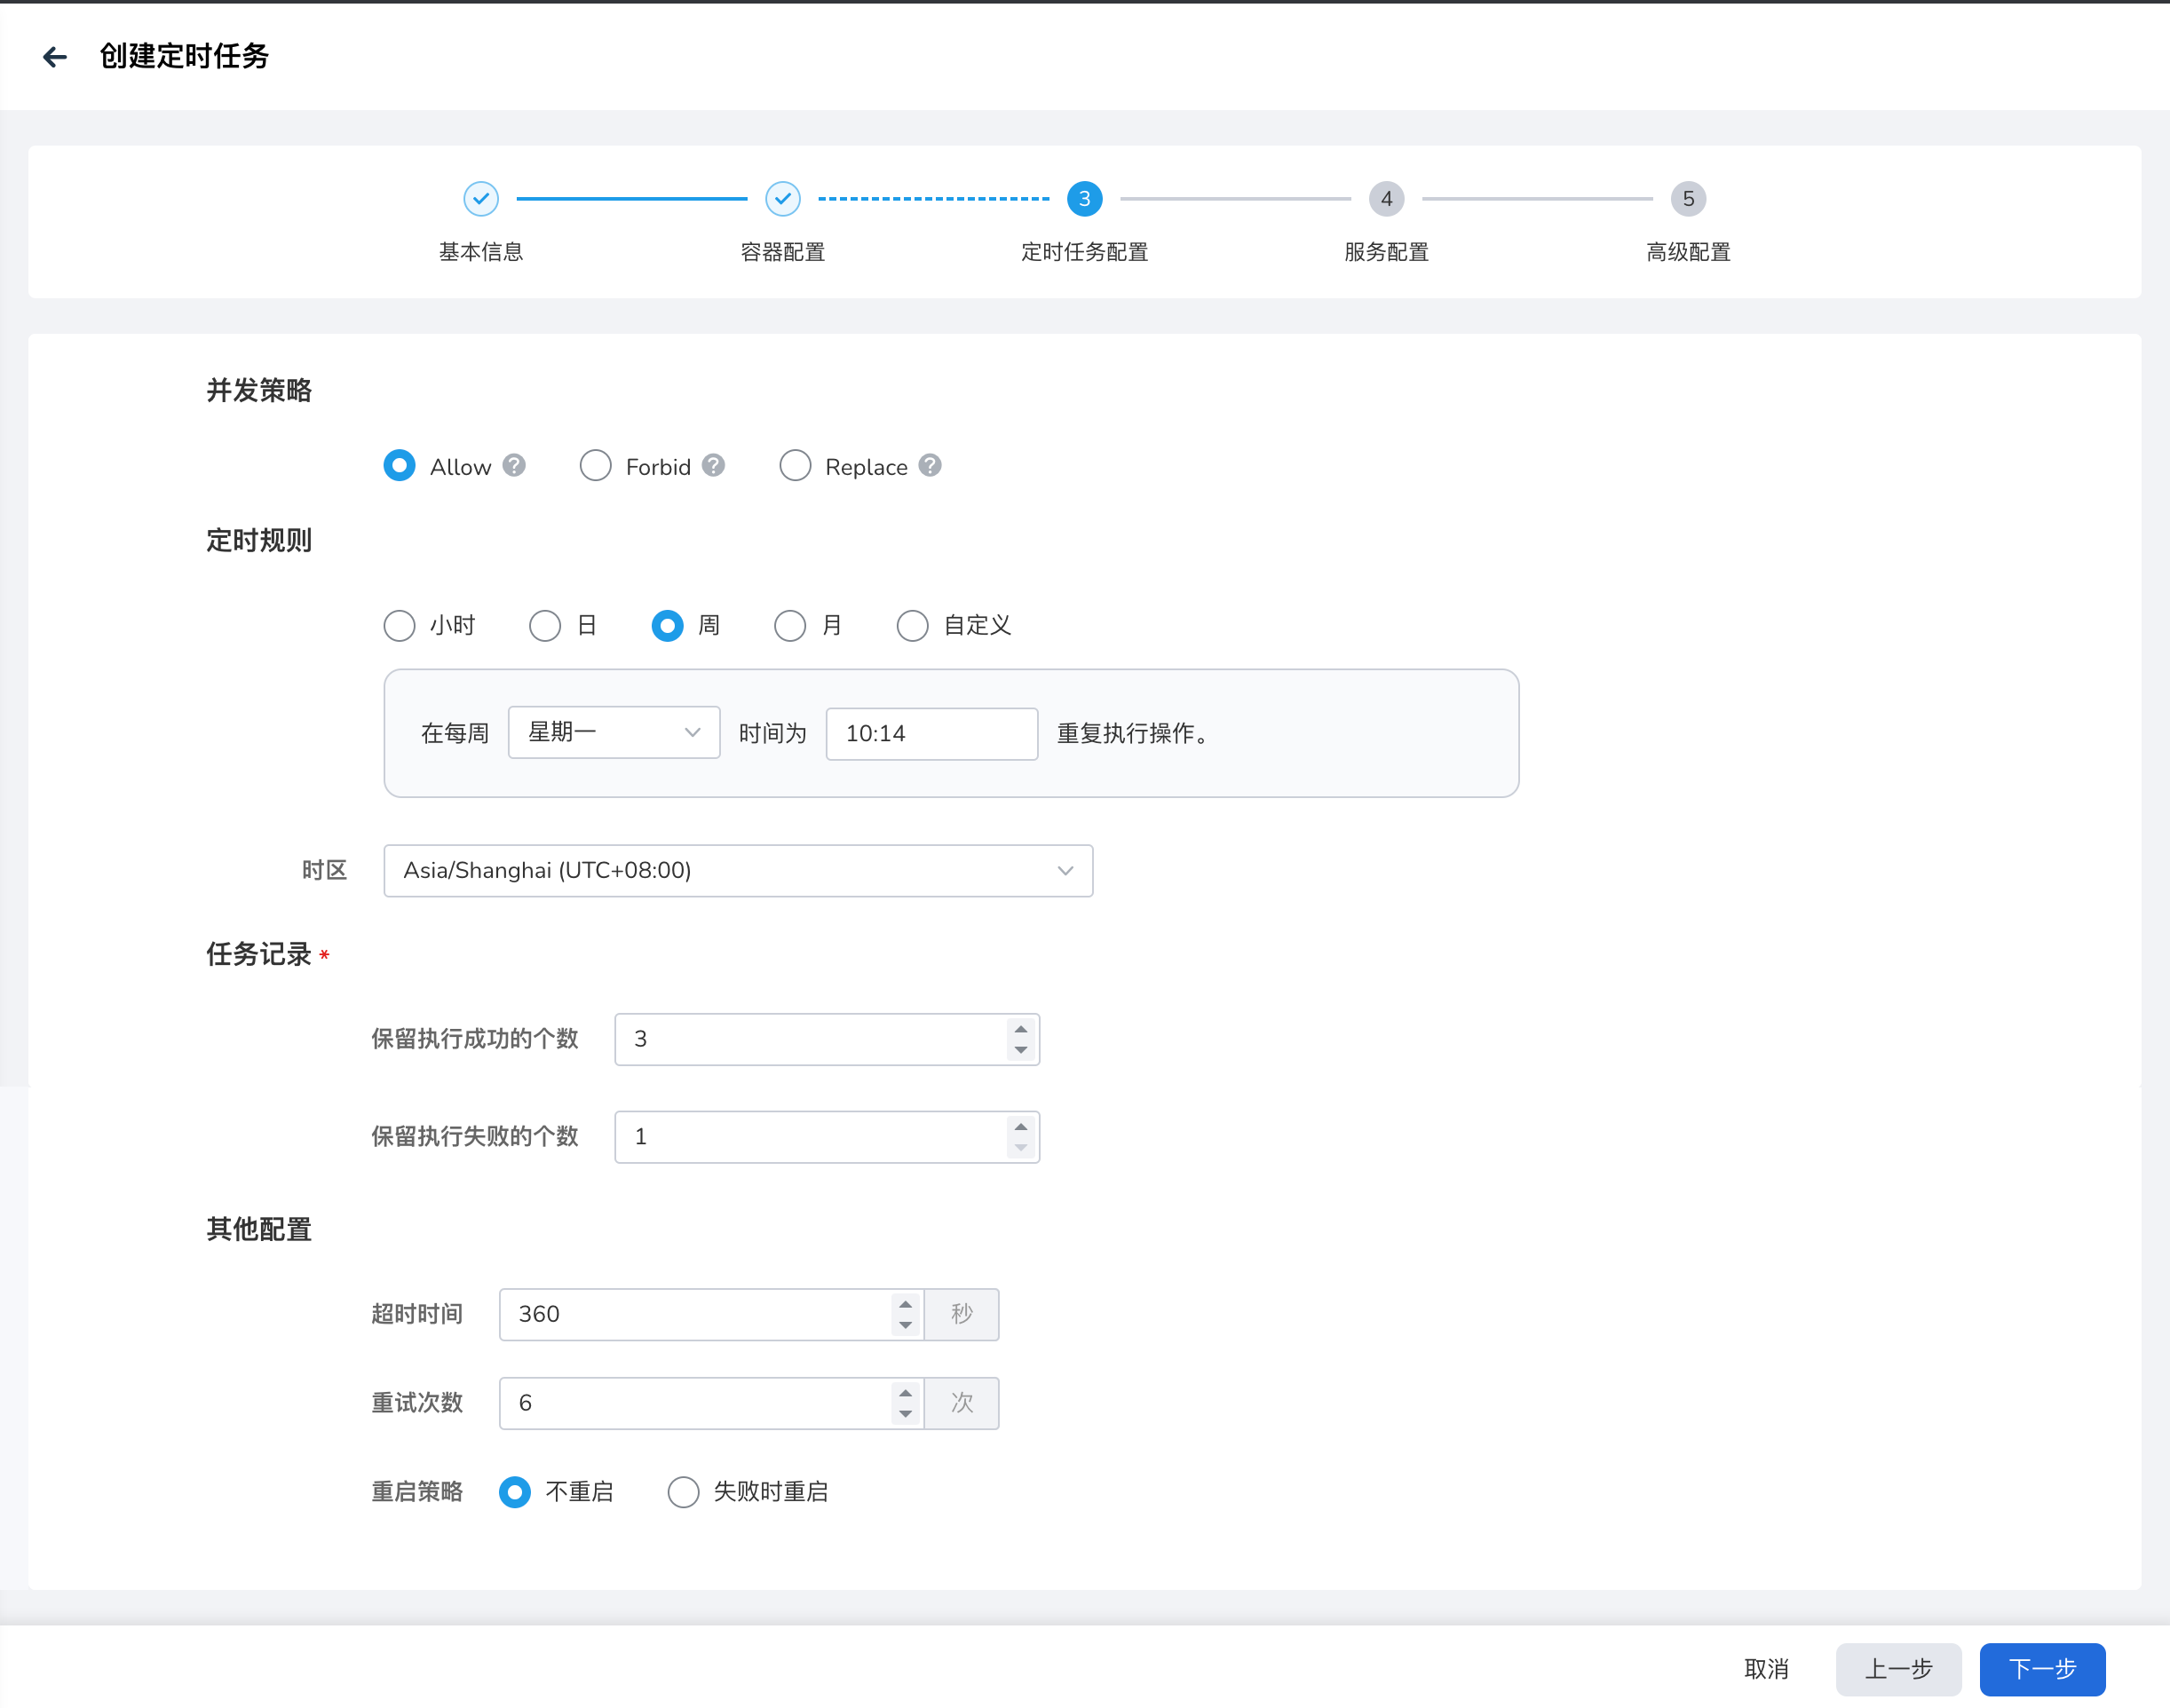 创建定时任务
3
4
5
基本信息
容器配置
定时任务配置
服务配置
高级配置
并发策略
Allow ? Forbid ? Replace ?
定时规则
小时 日 周 月 自定义
在每周 星期一 时间为 10:14 重复执行操作。
时区 Asia/Shanghai (UTC+08:00)
任务记录 *
保留执行成功的个数 3
保留执行失败的个数 1
其他配置
超时时间 360 秒
重试次数 6 次
重启策略 不重启 失败时重启
取消 上一步 下一步